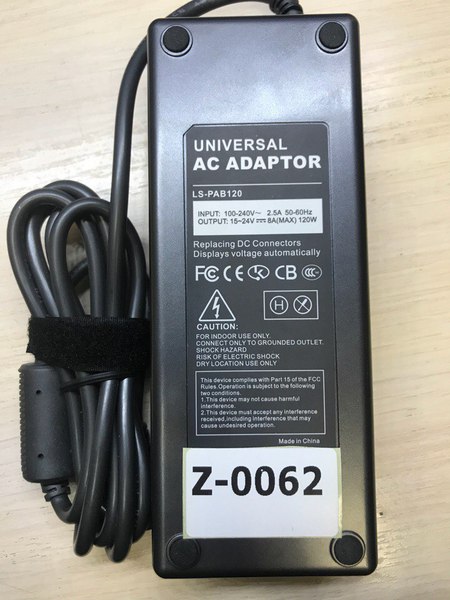 UNIVERSAL
AC ADAPTOR
LS-PAB120
INPUT: 100-240V~ 2.5A 50-60Hz
OUTPUT: 15~24V⎓8A(MAX) 120W
Replacing DC Connectors
Displays voltage automatically
FC CE K CB CCC
H
CAUTION:
FOR INDOOR USE ONLY.
CONNECT ONLY TO GROUNDED OUTLET.
SHOCK HAZARD
RISK OF ELECTRIC SHOCK
DRY LOCATION USE ONLY
This device complies with Part 15 of the FCC
Rules.Operation is subject to the following
two conditions.
1.This device may not cause harmful
interference.
2.This device must accept any interference
received,including interference that may
cause undesired operation.
Made in China
Z-0062